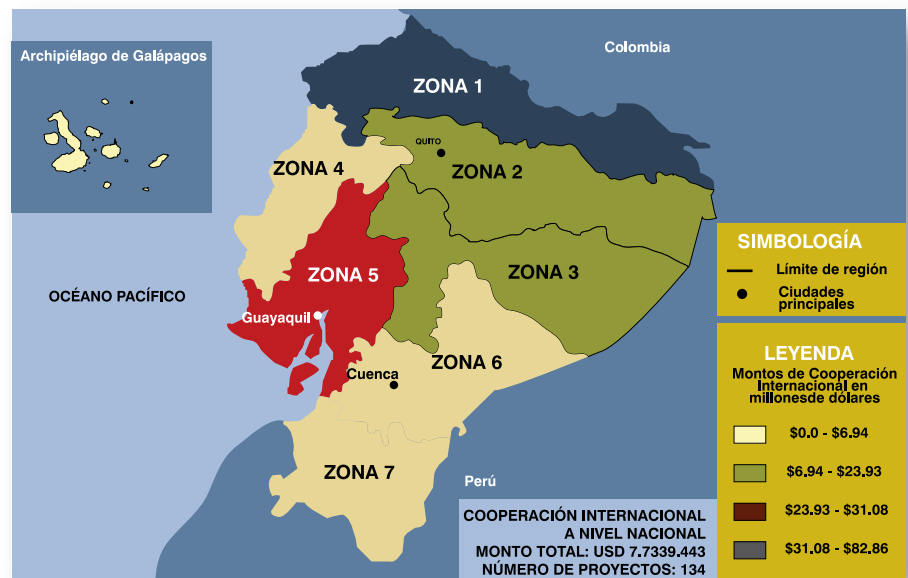 Archipiélago de Galápagos
Colombia
ZONA 1
QUITO
ZONA 2
ZONA 4
ZONA 5
ZONA 3
OCÉANO PACÍFICO
Guayaquil
ZONA 6
Cuenca
ZONA 7
Perú
SIMBOLOGÍA
Límite de región
Ciudades
principales
LEYENDA
Montos de Cooperación
Internacional en
millonesde dólares
$0.0 - $6.94
$6.94 - $23.93
$23.93 - $31.08
$31.08 - $82.86
COOPERACIÓN INTERNACIONAL
A NIVEL NACIONAL
MONTO TOTAL: USD 7.7339.443
NÚMERO DE PROYECTOS: 134